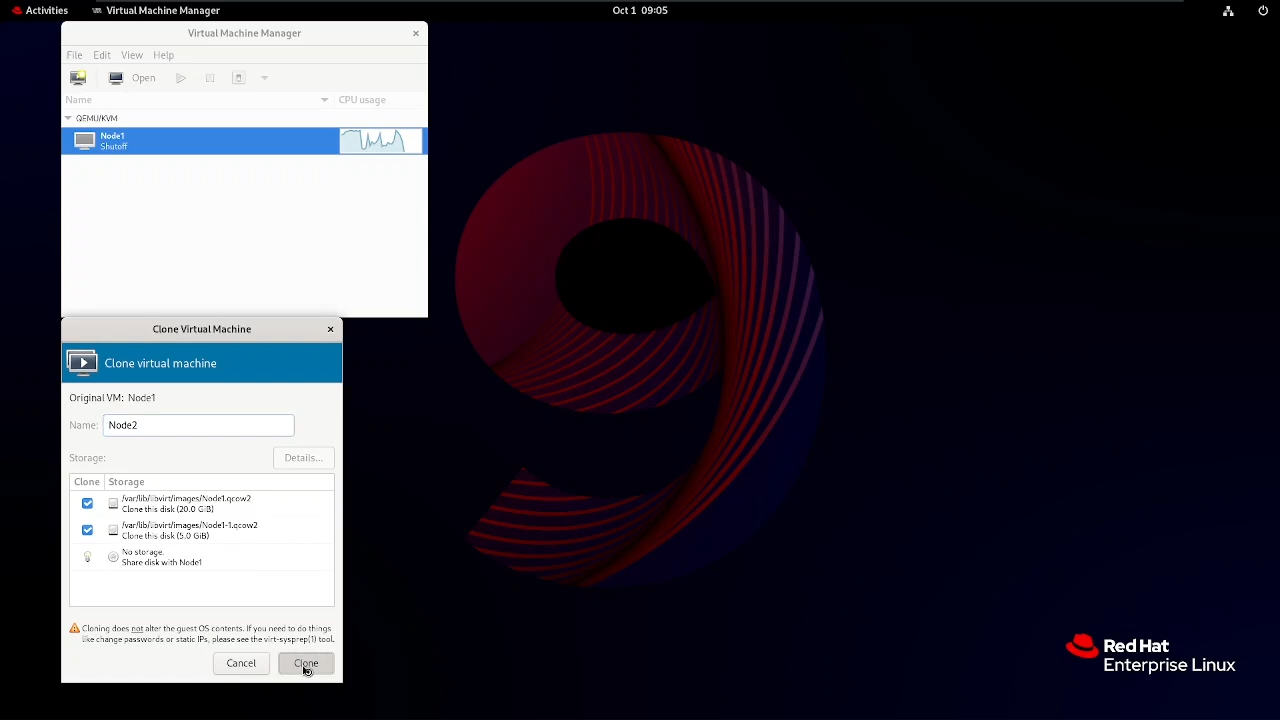 Activities
Virtual Machine Manager
Oct 1 09:05
Virtual Machine Manager
File Edit View Help
Open
Name CPU usage
QEMU/KVM
Node1
Shutoff
Clone Virtual Machine
Clone virtual machine
Original VM: Node1
Name: Node2
Storage: Details...
Clone Storage
/var/lib/libvirt/images/Node1.qcow2
Clone this disk (20.0 GiB)
/var/lib/libvirt/images/Node1-1.qcow2
Clone this disk (5.0 GiB)
No storage.
Share disk with Node1
Cloning does not alter the guest OS contents. If you need to do things
like change passwords or static IPs, please see the virt-sysprep(1) tool.
Cancel Clone
Red Hat
Enterprise Linux